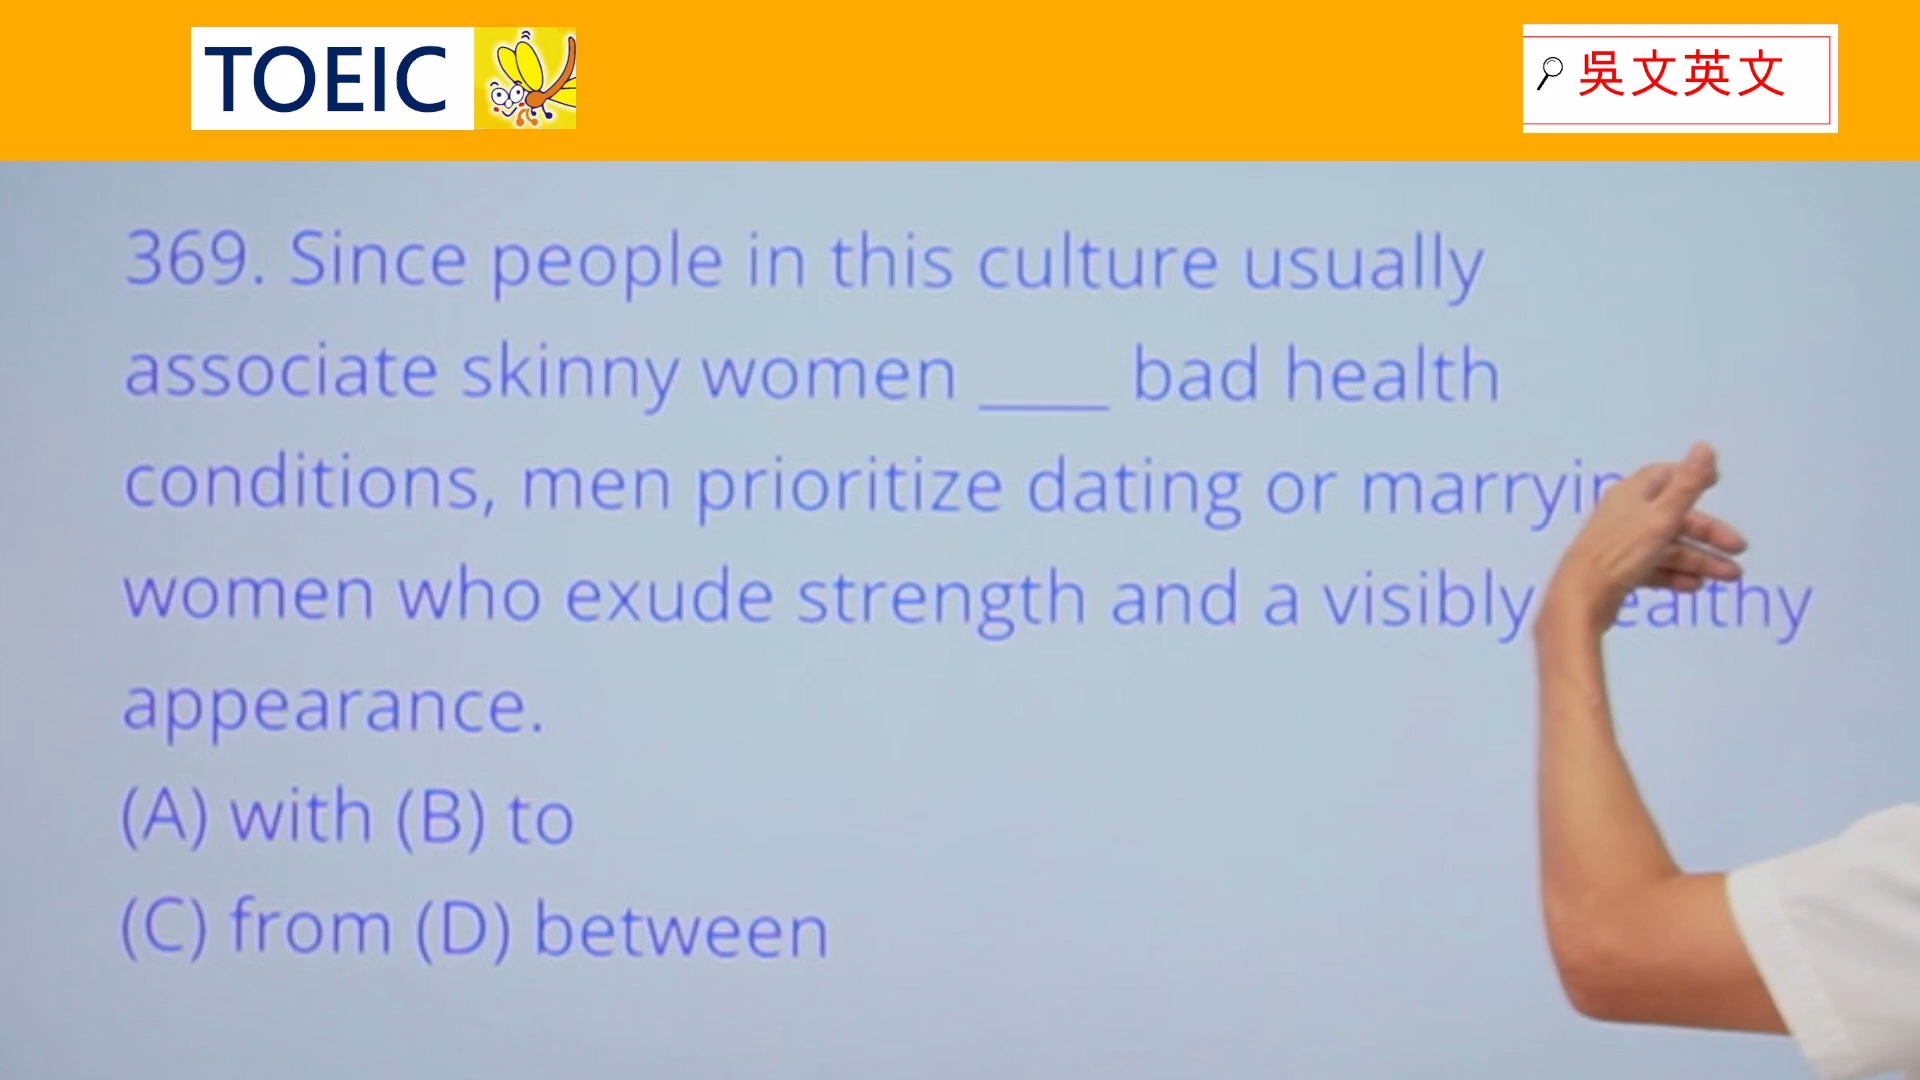 TOEIC
吳文英文
369. Since people in this culture usually
associate skinny women ____ bad health
conditions, men prioritize dating or
women who exude strength and a visibly
appearance.
(A) with (B) to
(C) from (D) between